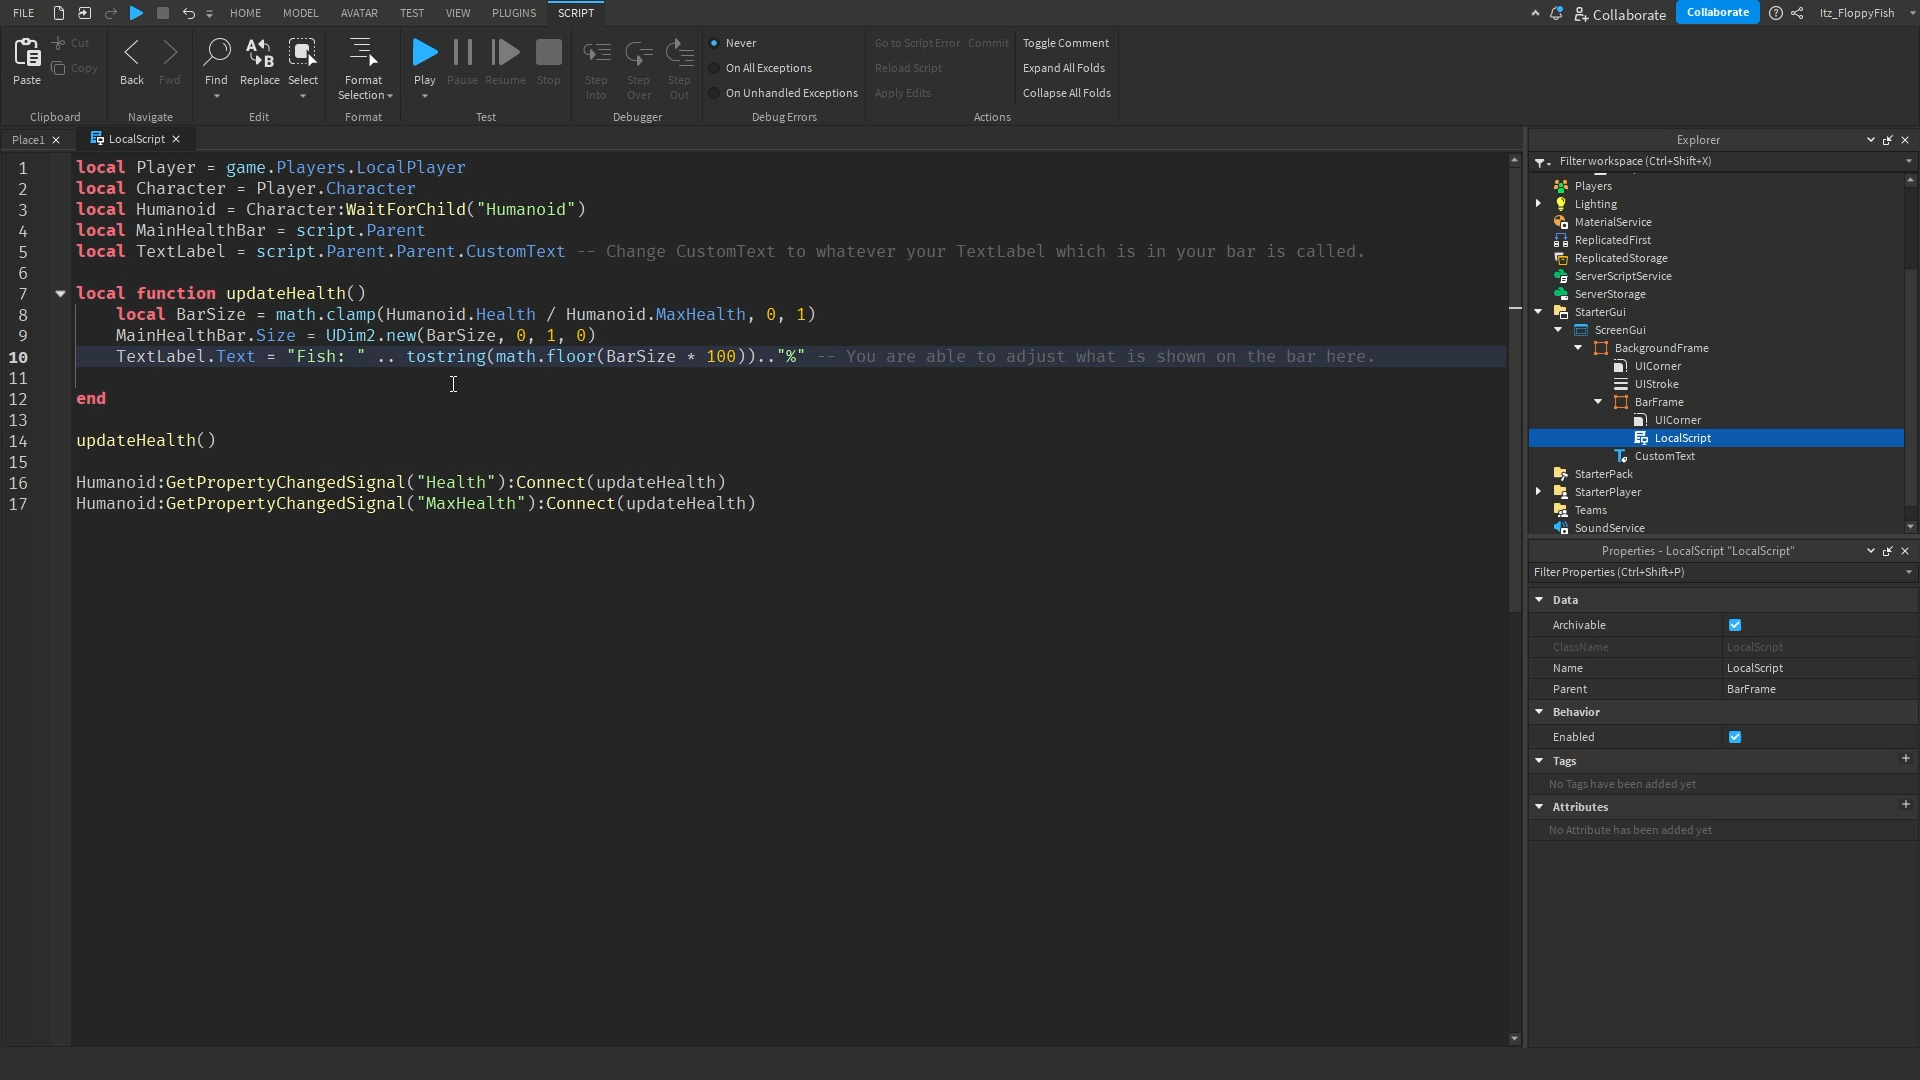 FILE HOME MODEL AVATAR TEST VIEW PLUGINS SCRIPT Collaborate Collaborate Itz_FloppyFish
Paste Cut Copy Back Fwd Find Replace Select Format Selection Play Pause Resume Stop Step Into Step Over Step Out
Never
On All Exceptions
On Unhandled Exceptions
Go to Script Error Commit
Reload Script
Apply Edits
Toggle Comment
Expand All Folds
Collapse All Folds
Clipboard Navigate Edit Format Test Debugger Debug Errors Actions
Place1 LocalScript
1 local Player = game.Players.LocalPlayer
2 local Character = Player.Character
3 local Humanoid = Character:WaitForChild("Humanoid")
4 local MainHealthBar = script.Parent
5 local TextLabel = script.Parent.Parent.CustomText -- Change CustomText to whatever your TextLabel which is in your bar is called.
6
7 local function updateHealth()
8 local BarSize = math.clamp(Humanoid.Health / Humanoid.MaxHealth, 0, 1)
9 MainHealthBar.Size = UDim2.new(BarSize, 0, 1, 0)
10 TextLabel.Text = "Fish: " .. tostring(math.floor(BarSize * 100)).."%" -- You are able to adjust what is shown on the bar here.
11
12 end
13
14 updateHealth()
15
16 Humanoid:GetPropertyChangedSignal("Health"):Connect(updateHealth)
17 Humanoid:GetPropertyChangedSignal("MaxHealth"):Connect(updateHealth)
Explorer
Filter workspace (Ctrl+Shift+X)
Players
Lighting
MaterialService
ReplicatedFirst
ReplicatedStorage
ServerScriptService
ServerStorage
StarterGui
ScreenGui
BackgroundFrame
UICorner
UIStroke
BarFrame
UICorner
LocalScript
CustomText
StarterPack
StarterPlayer
Teams
SoundService
Properties - LocalScript "LocalScript"
Filter Properties (Ctrl+Shift+P)
Data
Archivable
ClassName LocalScript
Name LocalScript
Parent BarFrame
Behavior
Enabled
Tags +
No Tags have been added yet
Attributes +
No Attribute has been added yet